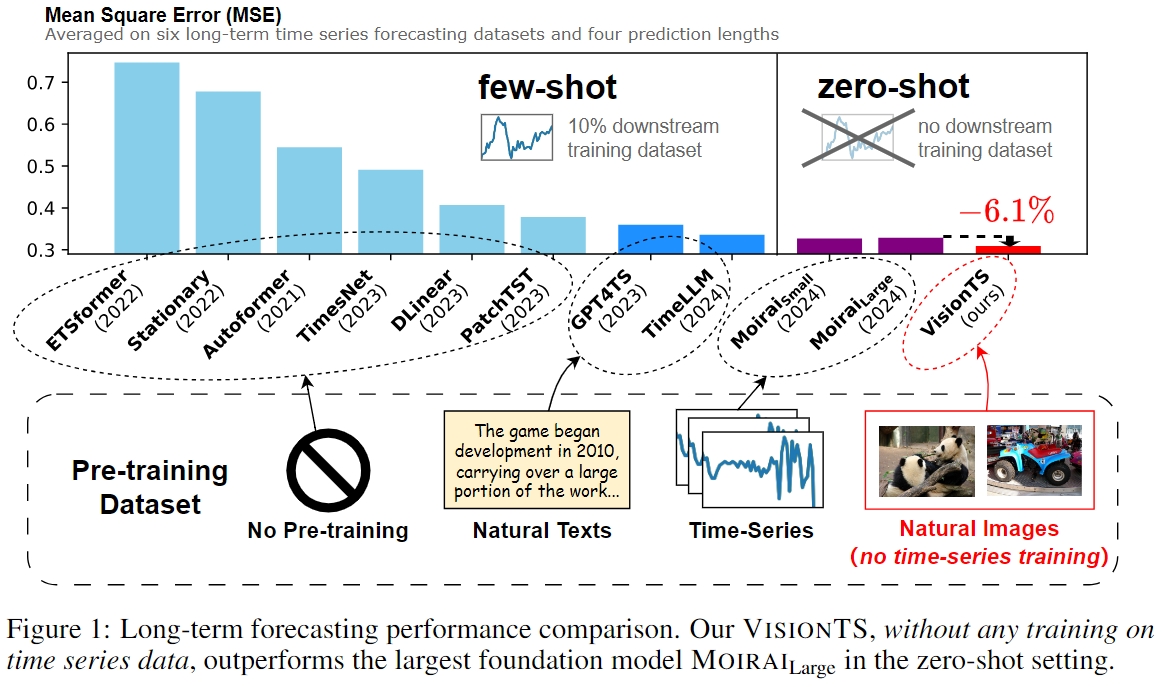 Mean Square Error (MSE)
Averaged on six long-term time series forecasting datasets and four prediction lengths
0.7
0.6
0.5
0.4
0.3
few-shot
10% downstream
training dataset
zero-shot
no downstream
training dataset
−6.1%
ETSformer
(2022)
Stationary
(2022)
Autoformer
(2021)
TimesNet
(2023)
DLinear
(2023)
PatchTST
(2023)
GPT4TS
(2023)
TimeLLM
(2024)
MoiraiSmall
(2024)
MoiraiLarge
(2024)
VisionTS
(ours)
Pre-training
Dataset
No Pre-training
The game began
development in 2010,
carrying over a large
portion of the work...
Natural Texts
Time-Series
Natural Images
(no time-series training)
Figure 1: Long-term forecasting performance comparison. Our VISIONTS, without any training on
time series data, outperforms the largest foundation model MOIRAILarge in the zero-shot setting.